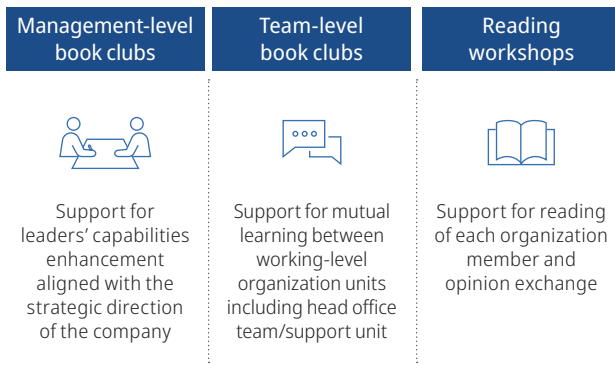 Management-level
book clubs
Support for
leaders' capabilities
enhancement
aligned with the
strategic direction
of the company
Team-level
book clubs
Support for mutual
learning between
working-level
organization units
including head office
team/support unit
Reading
workshops
Support for reading
of each organization
member and
opinion exchange